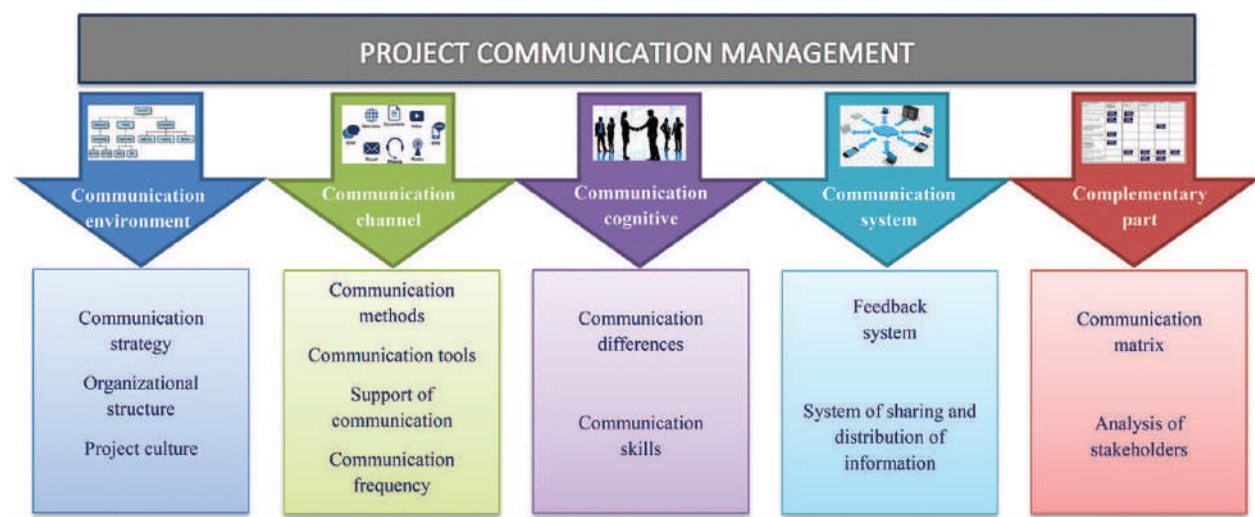 PROJECT COMMUNICATION MANAGEMENT
Communication
environment
Communication
channel
Communication
cognitive
Communication
system
Complementary
part
Communication
strategy
Organizational
structure
Project culture
Communication
methods
Communication tools
Support of
communication
Communication
frequency
Communication
differences
Communication
skills
Feedback
system
System of sharing and
distribution of
information
Communication
matrix
Analysis of
stakeholders